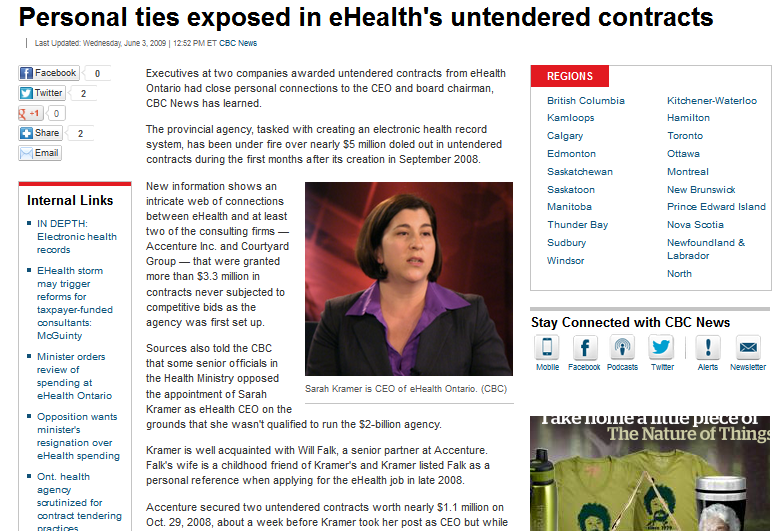 Personal ties exposed in eHealth's untendered contracts
Last Updated: Wednesday, June 3, 2009 | 12:52 PM ET CBC News
Facebook 0
Twitter 2
+1 0
Share 2
Email
Internal Links
IN DEPTH:
Electronic health
records
EHealth storm
may trigger
reforms for
taxpayer-funded
consultants:
McGuinty
Minister orders
review of
spending at
eHealth Ontario
Opposition wants
minister's
resignation over
eHealth spending
Ont. health
agency
scrutinized for
contract tendering
practices
Executives at two companies awarded untendered contracts from eHealth
Ontario had close personal connections to the CEO and board chairman,
CBC News has learned.
The provincial agency, tasked with creating an electronic health record
system, has been under fire over nearly $5 million doled out in untendered
contracts during the first months after its creation in September 2008.
New information shows an
intricate web of connections
between eHealth and at least
two of the consulting firms —
Accenture Inc. and Courtyard
Group — that were granted
more than $3.3 million in
contracts never subjected to
competitive bids as the
agency was first set up.
Sarah Kramer is CEO of eHealth Ontario. (CBC)
Sources also told the CBC
that some senior officials in
the Health Ministry opposed
the appointment of Sarah
Kramer as eHealth CEO on the
grounds that she wasn't qualified to run the $2-billion agency.
Kramer is well acquainted with Will Falk, a senior partner at Accenture.
Falk's wife is a childhood friend of Kramer's and Kramer listed Falk as a
personal reference when applying for the eHealth job in late 2008.
Accenture secured two untendered contracts worth nearly $1.1 million on
Oct. 29, 2008, about a week before Kramer took her post as CEO but while
REGIONS
British Columbia
Kamloops
Calgary
Edmonton
Saskatchewan
Saskatoon
Manitoba
Thunder Bay
Sudbury
Windsor
Kitchener-Waterloo
Hamilton
Toronto
Ottawa
Montreal
New Brunswick
Prince Edward Island
Nova Scotia
Newfoundland &
Labrador
North
Stay Connected with CBC News
Mobile Facebook Podcasts Twitter Alerts Newsletter
Take home a little piece of
The Nature of Things